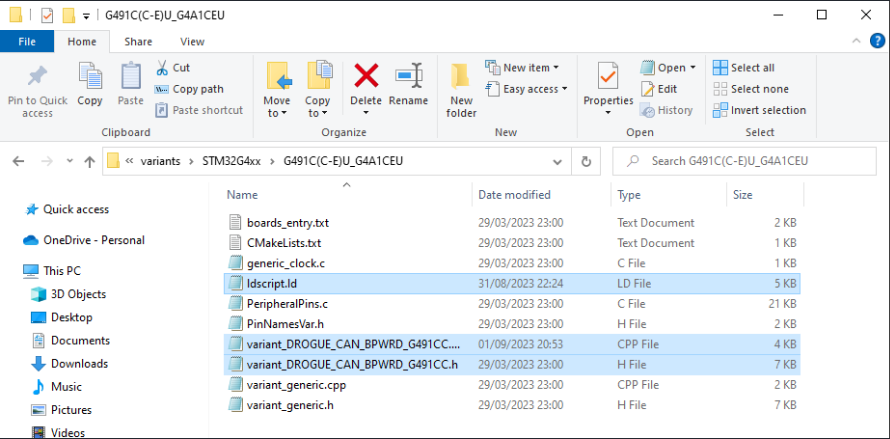 G491C(C-E)U_G4A1CEU
File Home Share View
Pin to Quick access
Copy
Paste
Cut
Copy path
Paste shortcut
Clipboard
Move to
Copy to
Delete
Rename
Organize
New folder
New item
Easy access
New
Properties
Open
Edit
History
Open
Select all
Select none
Invert selection
Select
« variants > STM32G4xx > G491C(C-E)U_G4A1CEU
Search G491C(C-E)U_G4A1CEU
Name Date modified Type Size
Quick access
OneDrive - Personal
This PC
3D Objects
Desktop
Documents
Downloads
Music
Pictures
Videos
boards_entry.txt 29/03/2023 23:00 Text Document 2 KB
CMakeLists.txt 29/03/2023 23:00 Text Document 1 KB
generic_clock.c 29/03/2023 23:00 C File 1 KB
ldscript.ld 31/08/2023 22:24 LD File 5 KB
PeripheralPins.c 29/03/2023 23:00 C File 21 KB
PinNamesVar.h 29/03/2023 23:00 H File 2 KB
variant_DROGUE_CAN_BPWRD_G491CC.... 01/09/2023 20:53 CPP File 4 KB
variant_DROGUE_CAN_BPWRD_G491CC.h 29/03/2023 23:00 H File 7 KB
variant_generic.cpp 29/03/2023 23:00 CPP File 2 KB
variant_generic.h 29/03/2023 23:00 H File 7 KB